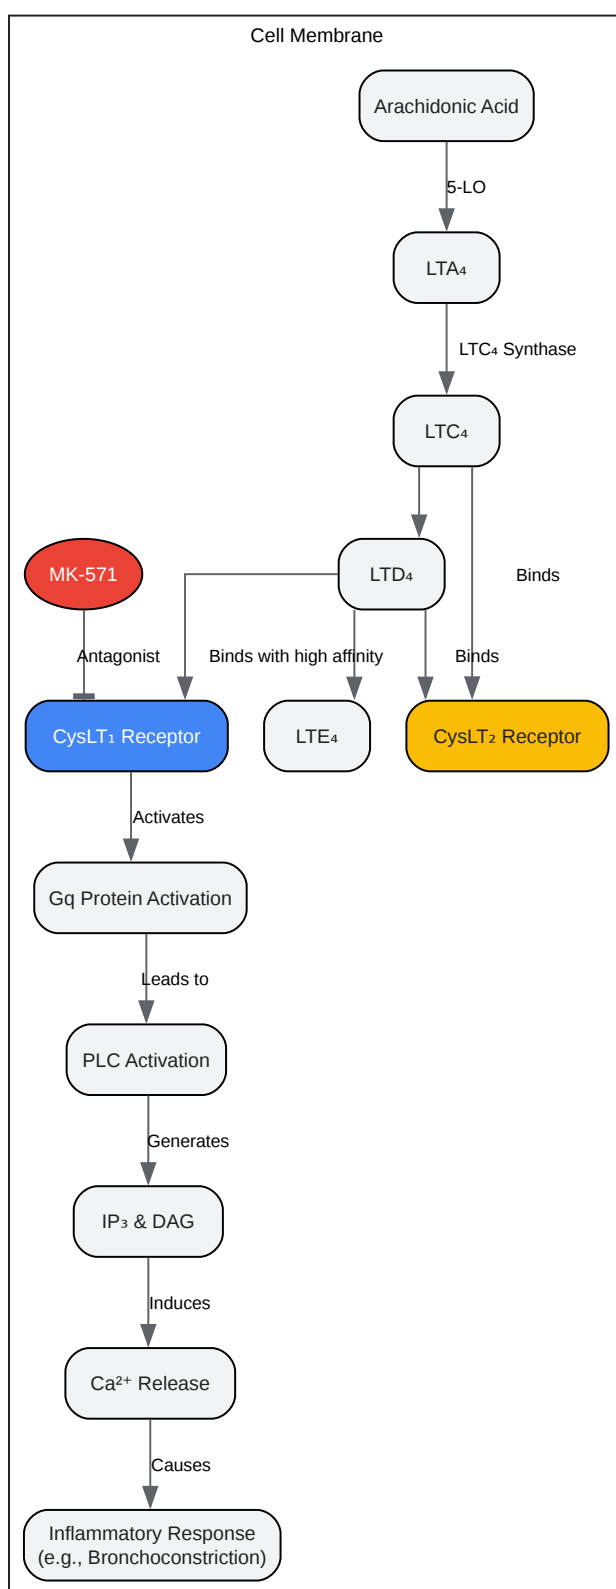 Cell Membrane
Arachidonic Acid
5-LO
LTA₄
LTC₄ Synthase
LTC₄
MK-571
LTD₄
Binds
Antagonist
Binds with high affinity
Binds
CysLT₁ Receptor
LTE₄
CysLT₂ Receptor
Activates
Gq Protein Activation
Leads to
PLC Activation
Generates
IP₃ & DAG
Induces
Ca²⁺ Release
Causes
Inflammatory Response
(e.g., Bronchoconstriction)